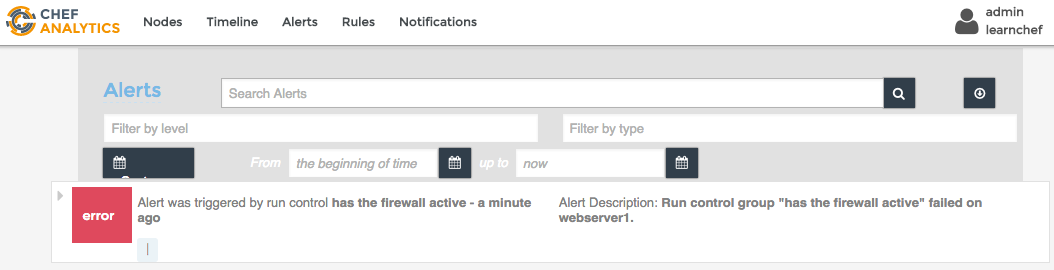 CHEF
ANALYTICS
Nodes Timeline Alerts Rules Notifications
admin
learnchef
Alerts
Search Alerts
Filter by level
Filter by type
From the beginning of time up to now
error
Alert was triggered by run control has the firewall active - a minute
ago
Alert Description: Run control group "has the firewall active" failed on
webserver1.